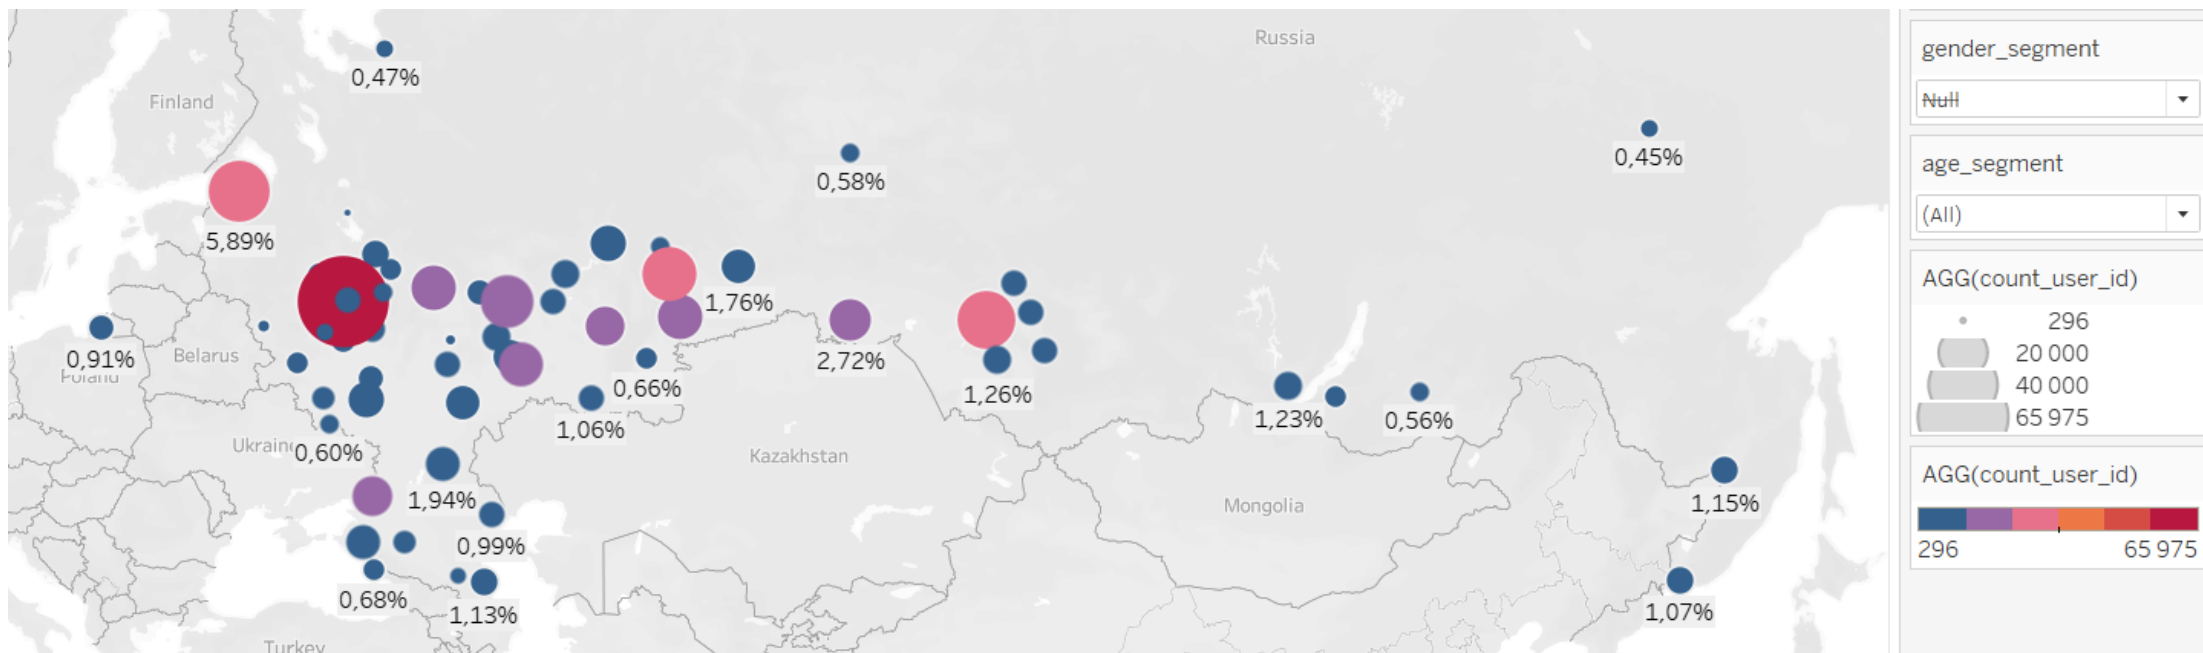 Russia
0,47%
Finland
0,45%
0,58%
5,89%
1,76%
0,91%
Poland
Belarus
2,72%
0,66%
1,26%
1,06%
1,23%
0,56%
Ukraine
0,60%
Kazakhstan
1,94%
Mongolia
1,15%
0,99%
0,68%
1,13%
1,07%
Turkey
gender_segment
Null
age_segment
(All)
AGG(count_user_id)
296
20 000
40 000
65 975
AGG(count_user_id)
296 65 975